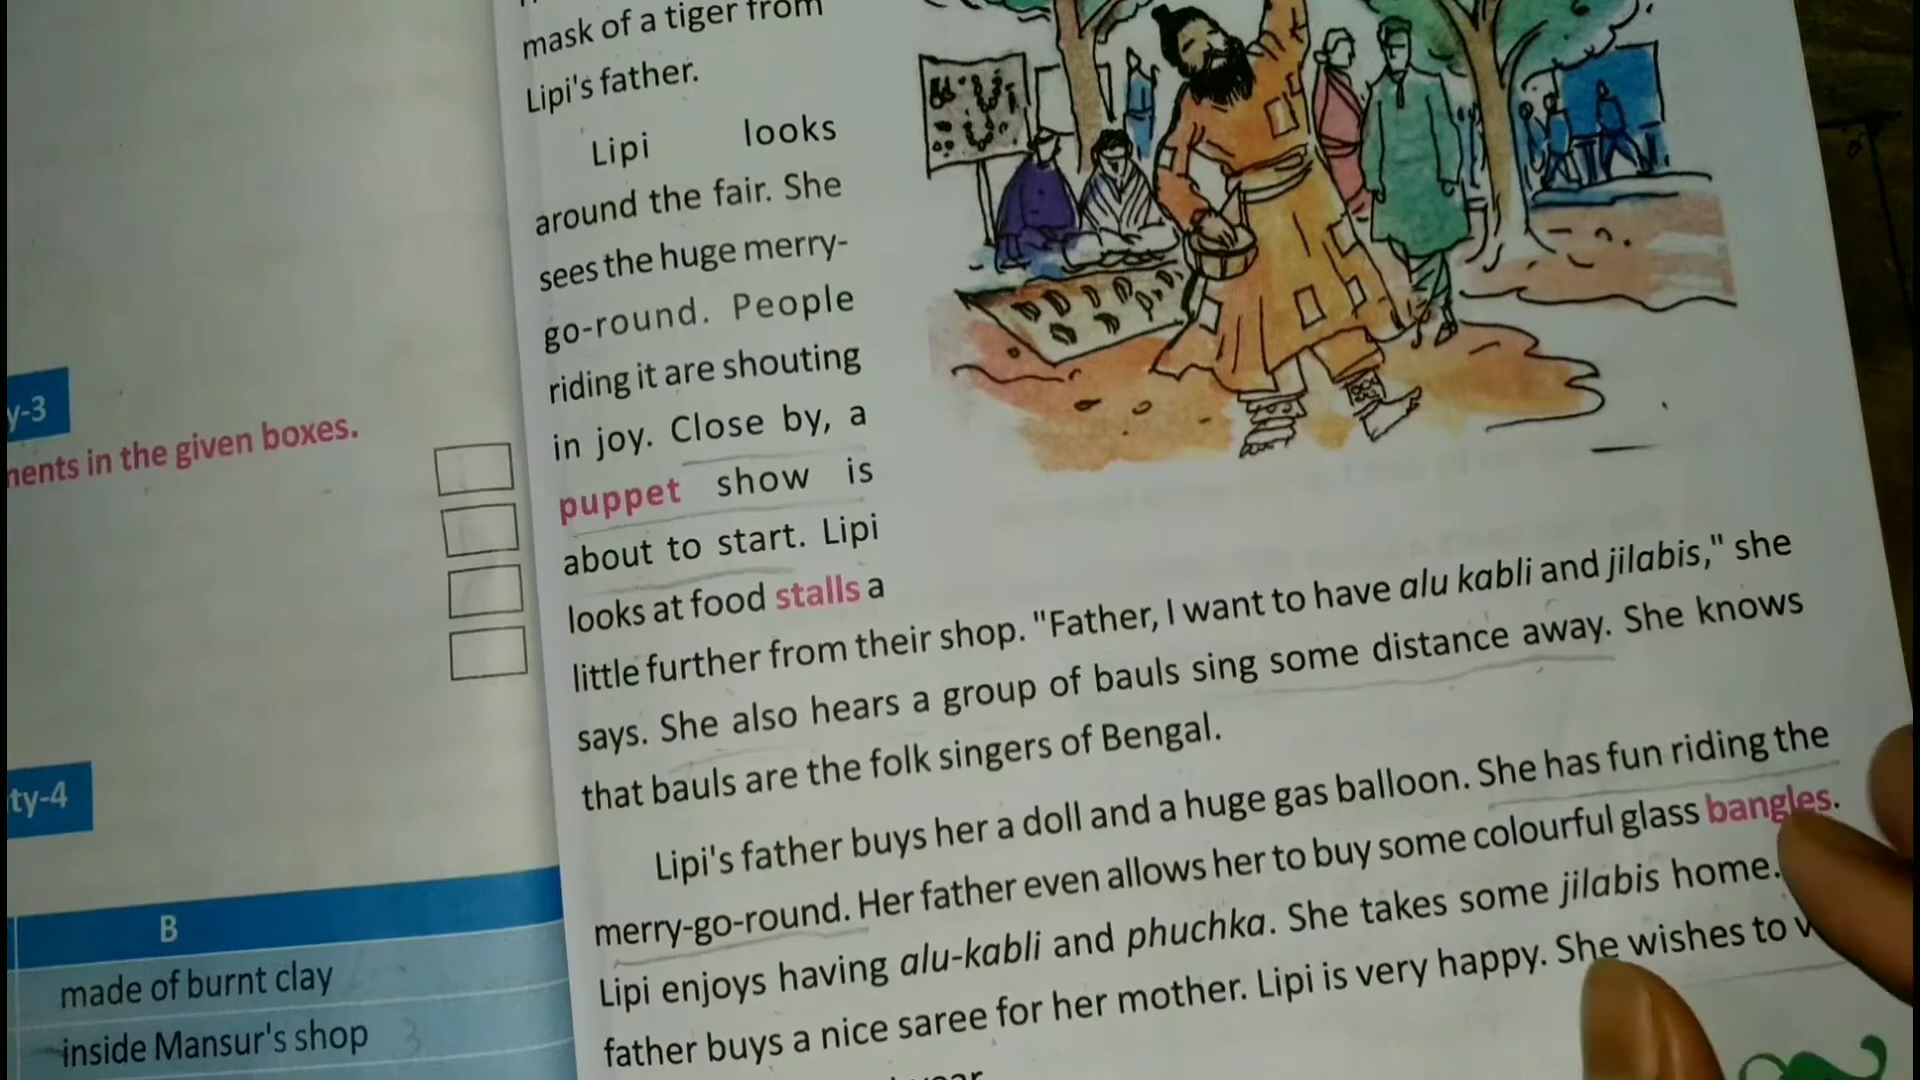 y-3
nents in the given boxes.
ty-4
B
made of burnt clay
inside Mansur's shop
mask of a tiger from
Lipi's father.
Lipi looks
around the fair. She
sees the huge merry-
go-round. People
riding it are shouting
in joy. Close by, a
puppet show is
about to start. Lipi
looks at food stalls a
little further from their shop. "Father, I want to have alu kabli and jilabis," she
says. She also hears a group of bauls sing some distance away. She knows
that bauls are the folk singers of Bengal.
Lipi's father buys her a doll and a huge gas balloon. She has fun riding the
merry-go-round. Her father even allows her to buy some colourful glass bangles.
Lipi enjoys having alu-kabli and phuchka. She takes some jilabis home.
father buys a nice saree for her mother. Lipi is very happy. She wishes to